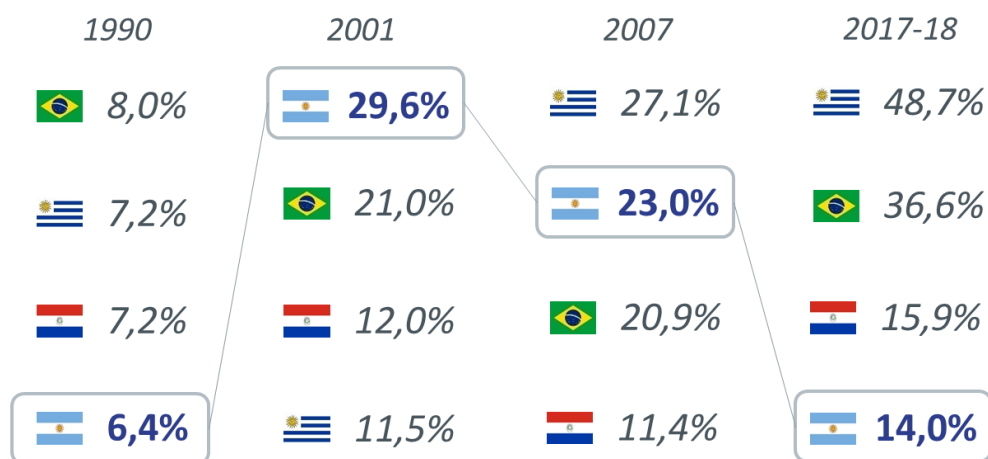 1990 2001 2007 2017-18
8,0% 29,6% 27,1% 48,7%
7,2% 21,0% 23,0% 36,6%
7,2% 12,0% 20,9% 15,9%
6,4% 11,5% 11,4% 14,0%